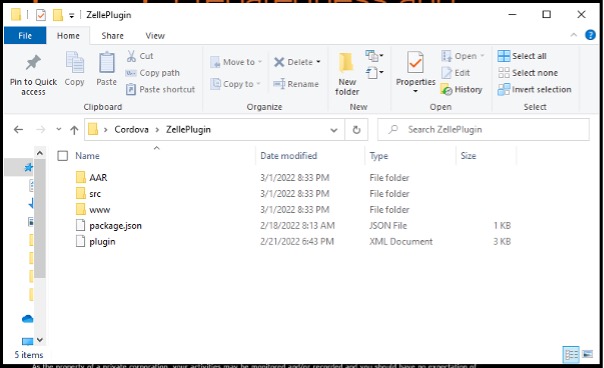 Preparedness and
ZellePlugin
File Home Share View
Pin to Quick access
Copy
Paste
Cut
Copy path
Paste shortcut
Clipboard
Move to
Copy to
Delete
Rename
Organize
New folder
New
Properties
Open
Edit
History
Open
Select all
Select none
Invert selection
Select
Cordova > ZellePlugin
Search ZellePlugin
Name Date modified Type Size
AAR 3/1/2022 8:33 PM File folder
src 3/1/2022 8:33 PM File folder
www 3/1/2022 8:33 PM File folder
package.json 2/18/2022 8:13 AM JSON File 1 KB
plugin 2/21/2022 6:43 PM XML Document 3 KB
5 items
As the property of a private corporation, your activities may be monitored and/or recorded and you should have no expectation of